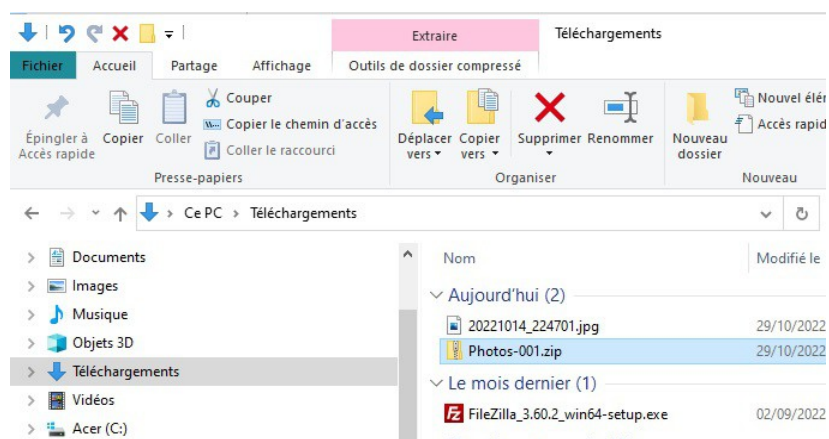 Extraire
Téléchargements
Fichier
Accueil
Partage
Affichage
Outils de dossier compressé
Épingler à
Accès rapide
Copier
Coller
Couper
Copier le chemin d'accès
Coller le raccourci
Presse-papiers
Déplacer
vers
Copier
vers
Supprimer
Renommer
Organiser
Nouveau
dossier
Nouvel élér
Accès rapid
Nouveau
Ce PC > Téléchargements
Documents
Images
Musique
Objets 3D
Téléchargements
Vidéos
Acer (C:)
Nom
Modifié le
Aujourd'hui (2)
20221014_224701.jpg
29/10/2022
Photos-001.zip
29/10/2022
Le mois dernier (1)
FileZilla_3.60.2_win64-setup.exe
02/09/2022